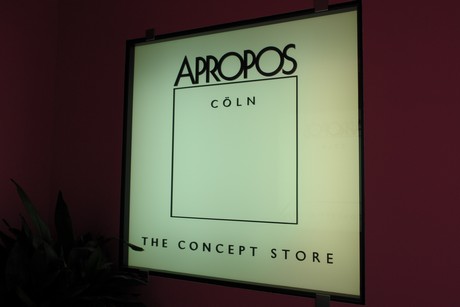 APROPOS
CÖLN
THE CONCEPT STORE